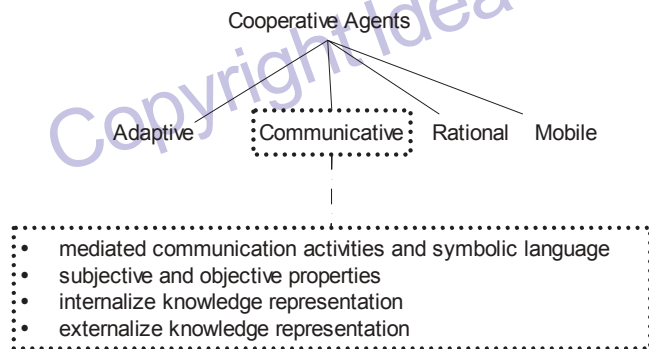 Cooperative Agents
Copyright Idea
Adaptive Communicative Rational Mobile
• mediated communication activities and symbolic language
• subjective and objective properties
• internalize knowledge representation
• externalize knowledge representation